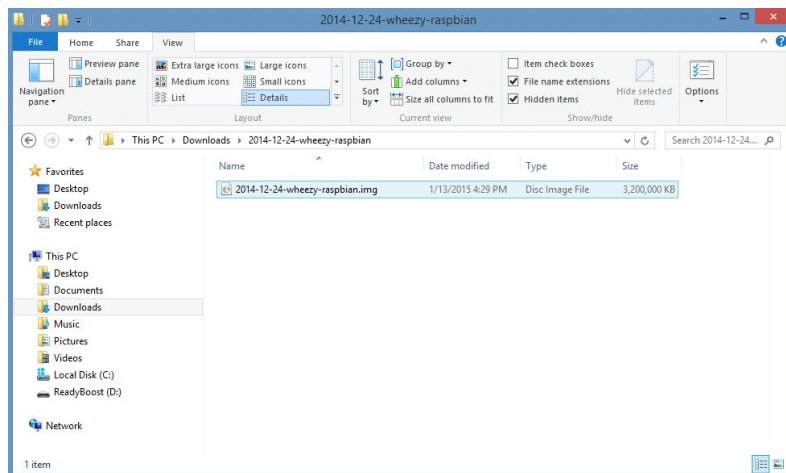 2014-12-24-wheezy-raspbian
File Home Share View
Navigation pane
Preview pane
Details pane
Panes
Extra large icons Large icons
Medium icons Small icons
List Details
Layout
Sort by
Group by
Add columns
Size all columns to fit
Current view
Item check boxes
File name extensions
Hidden items
Hide selected items
Show/hide
Options
This PC Downloads 2014-12-24-wheezy-raspbian
Search 2014-12-24...
Name Date modified Type Size
2014-12-24-wheezy-raspbian.img 1/13/2015 4:29 PM Disc Image File 3,200,000 KB
Favorites
Desktop
Downloads
Recent places
This PC
Desktop
Documents
Downloads
Music
Pictures
Videos
Local Disk (C:)
ReadyBoost (D:)
Network
1 item